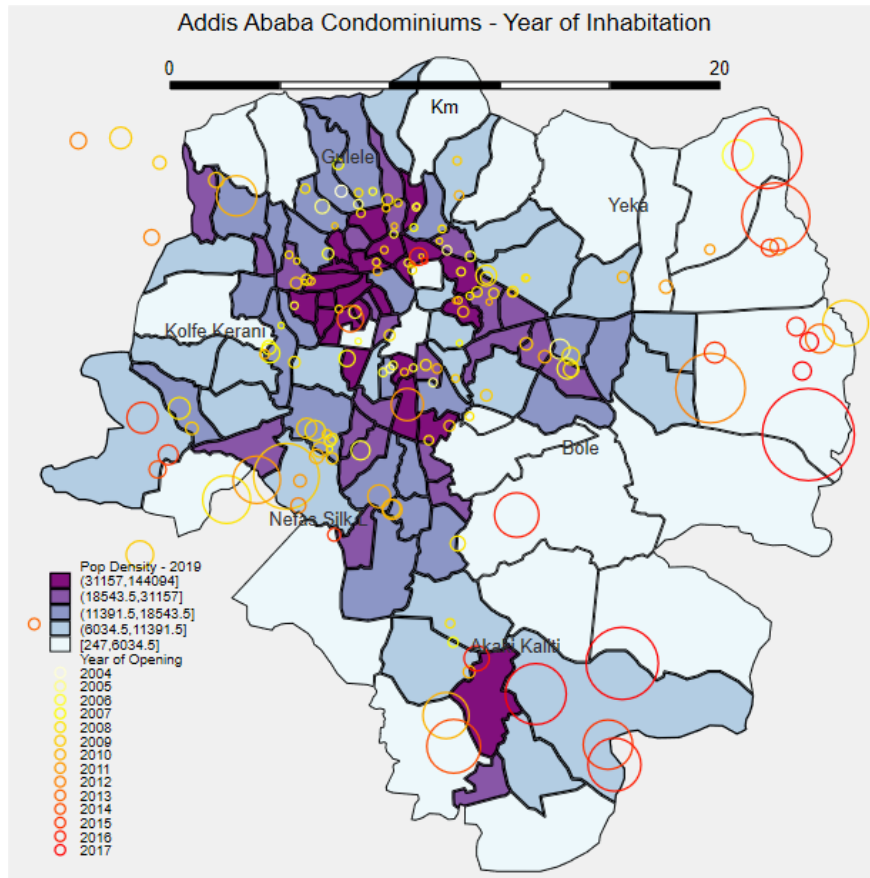 Addis Ababa Condominiums - Year of Inhabitation
0 20
Km
Gulele
Yeka
Kolfe Kerani
Bole
Nefas Silk L
Akaki Kaliti
Pop Density - 2019
(31157,144094]
(18543.5,31157]
(11391.5,18543.5]
(6034.5,11391.5]
[247,6034.5]
Year of Opening
2004
2005
2006
2007
2008
2009
2010
2011
2012
2013
2014
2015
2016
2017